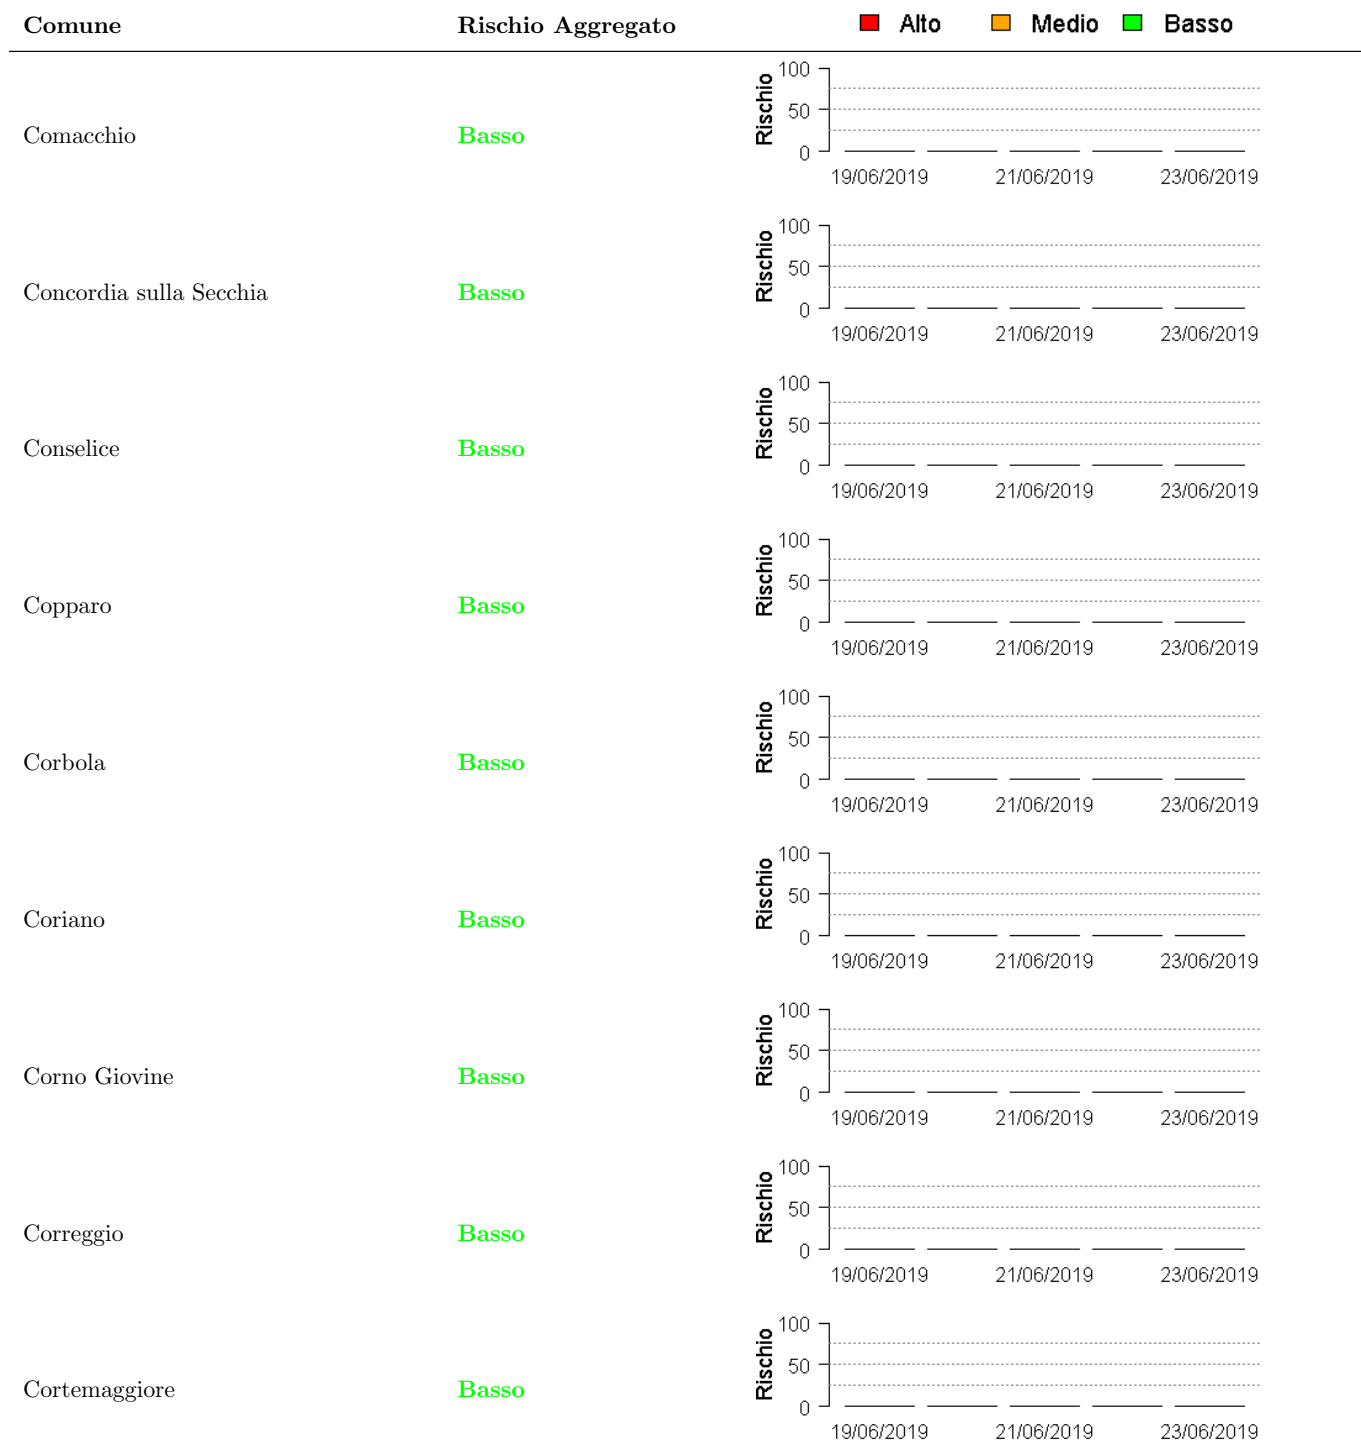 Comune Rischio Aggregato Alto Medio Basso
Comacchio Basso
Rischio
100
50
0
19/06/2019 21/06/2019 23/06/2019
Concordia sulla Secchia Basso
Rischio
100
50
0
19/06/2019 21/06/2019 23/06/2019
Conselice Basso
Rischio
100
50
0
19/06/2019 21/06/2019 23/06/2019
Copparo Basso
Rischio
100
50
0
19/06/2019 21/06/2019 23/06/2019
Corbola Basso
Rischio
100
50
0
19/06/2019 21/06/2019 23/06/2019
Coriano Basso
Rischio
100
50
0
19/06/2019 21/06/2019 23/06/2019
Corno Giovine Basso
Rischio
100
50
0
19/06/2019 21/06/2019 23/06/2019
Correggio Basso
Rischio
100
50
0
19/06/2019 21/06/2019 23/06/2019
Cortemaggiore Basso
Rischio
100
50
0
19/06/2019 21/06/2019 23/06/2019